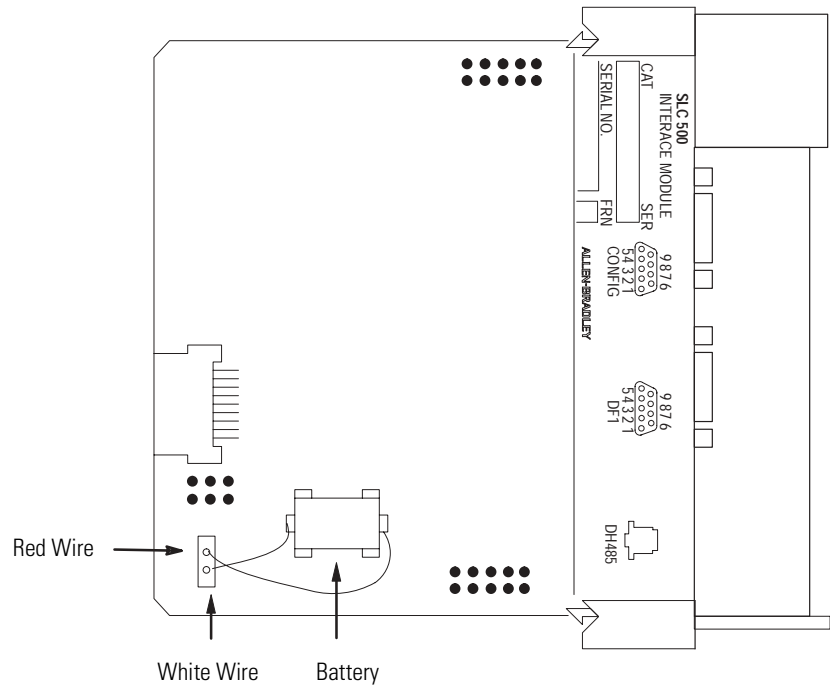 SLC 500
INTERACE MODULE
CAT
SER
SERIAL NO.
FRN
ALLEN-BRADLEY
9876
54321
CONFIG
9876
54321
DF1
DH485
Red Wire
White Wire
Battery